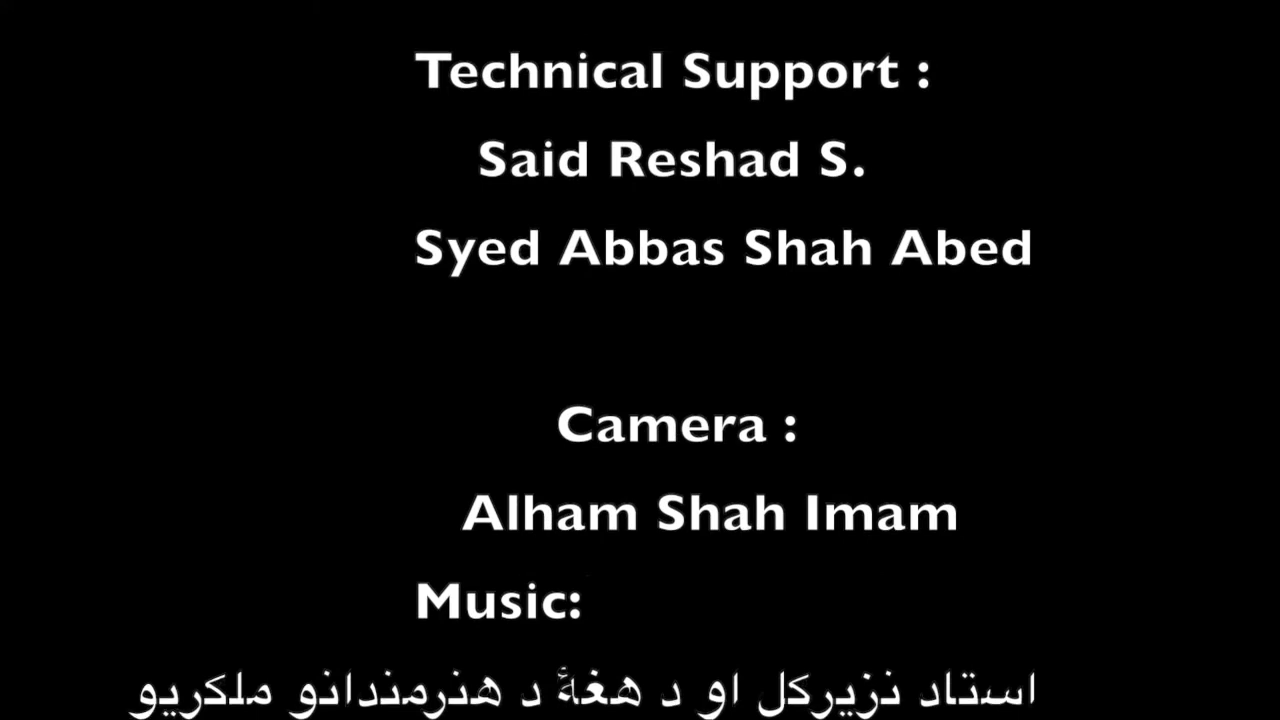 Technical Support :
Said Reshad S.
Syed Abbas Shah Abed
Camera :
Alham Shah Imam
Music:
استاد نزیرکل او د هغهٔ د هنرمندانو ملکریو